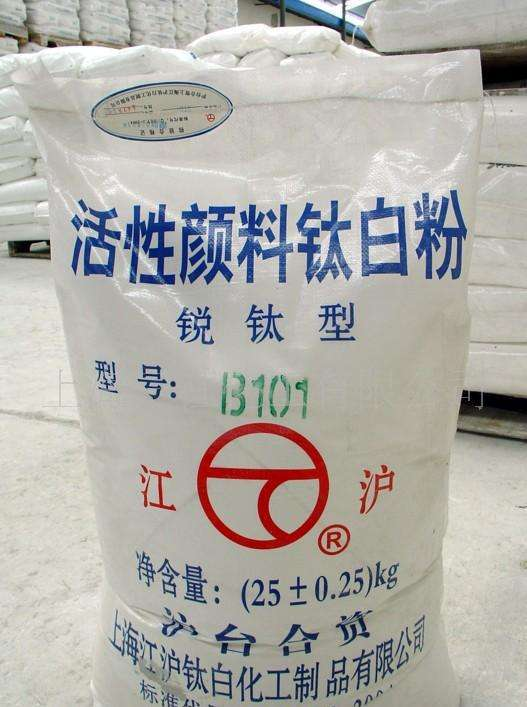 活性颜料钛白粉
锐钛型
型号: B101
江 沪
®
净含量: (25±0.25)kg
沪台合资
上海江沪钛白化工制品有限公司